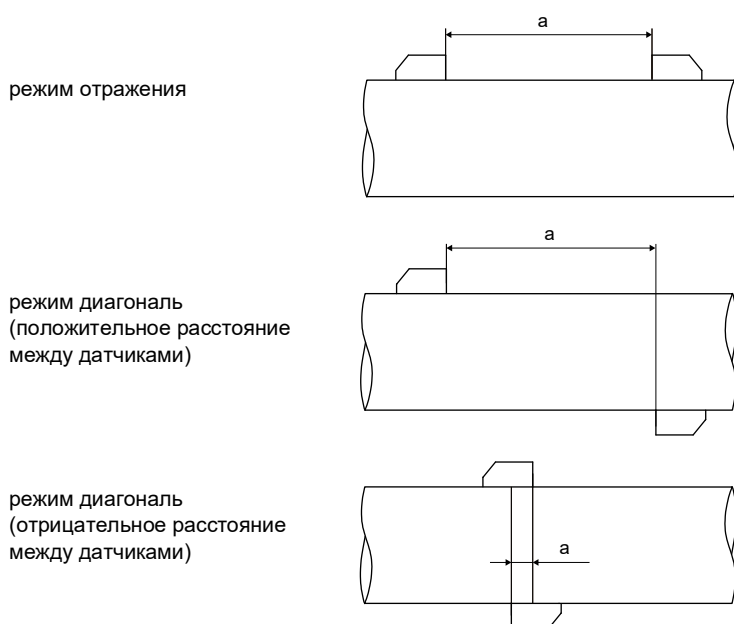 a
режим отражения
a
режим диагональ
(положительное расстояние
между датчиками)
режим диагональ
(отрицательное расстояние
между датчиками)
a